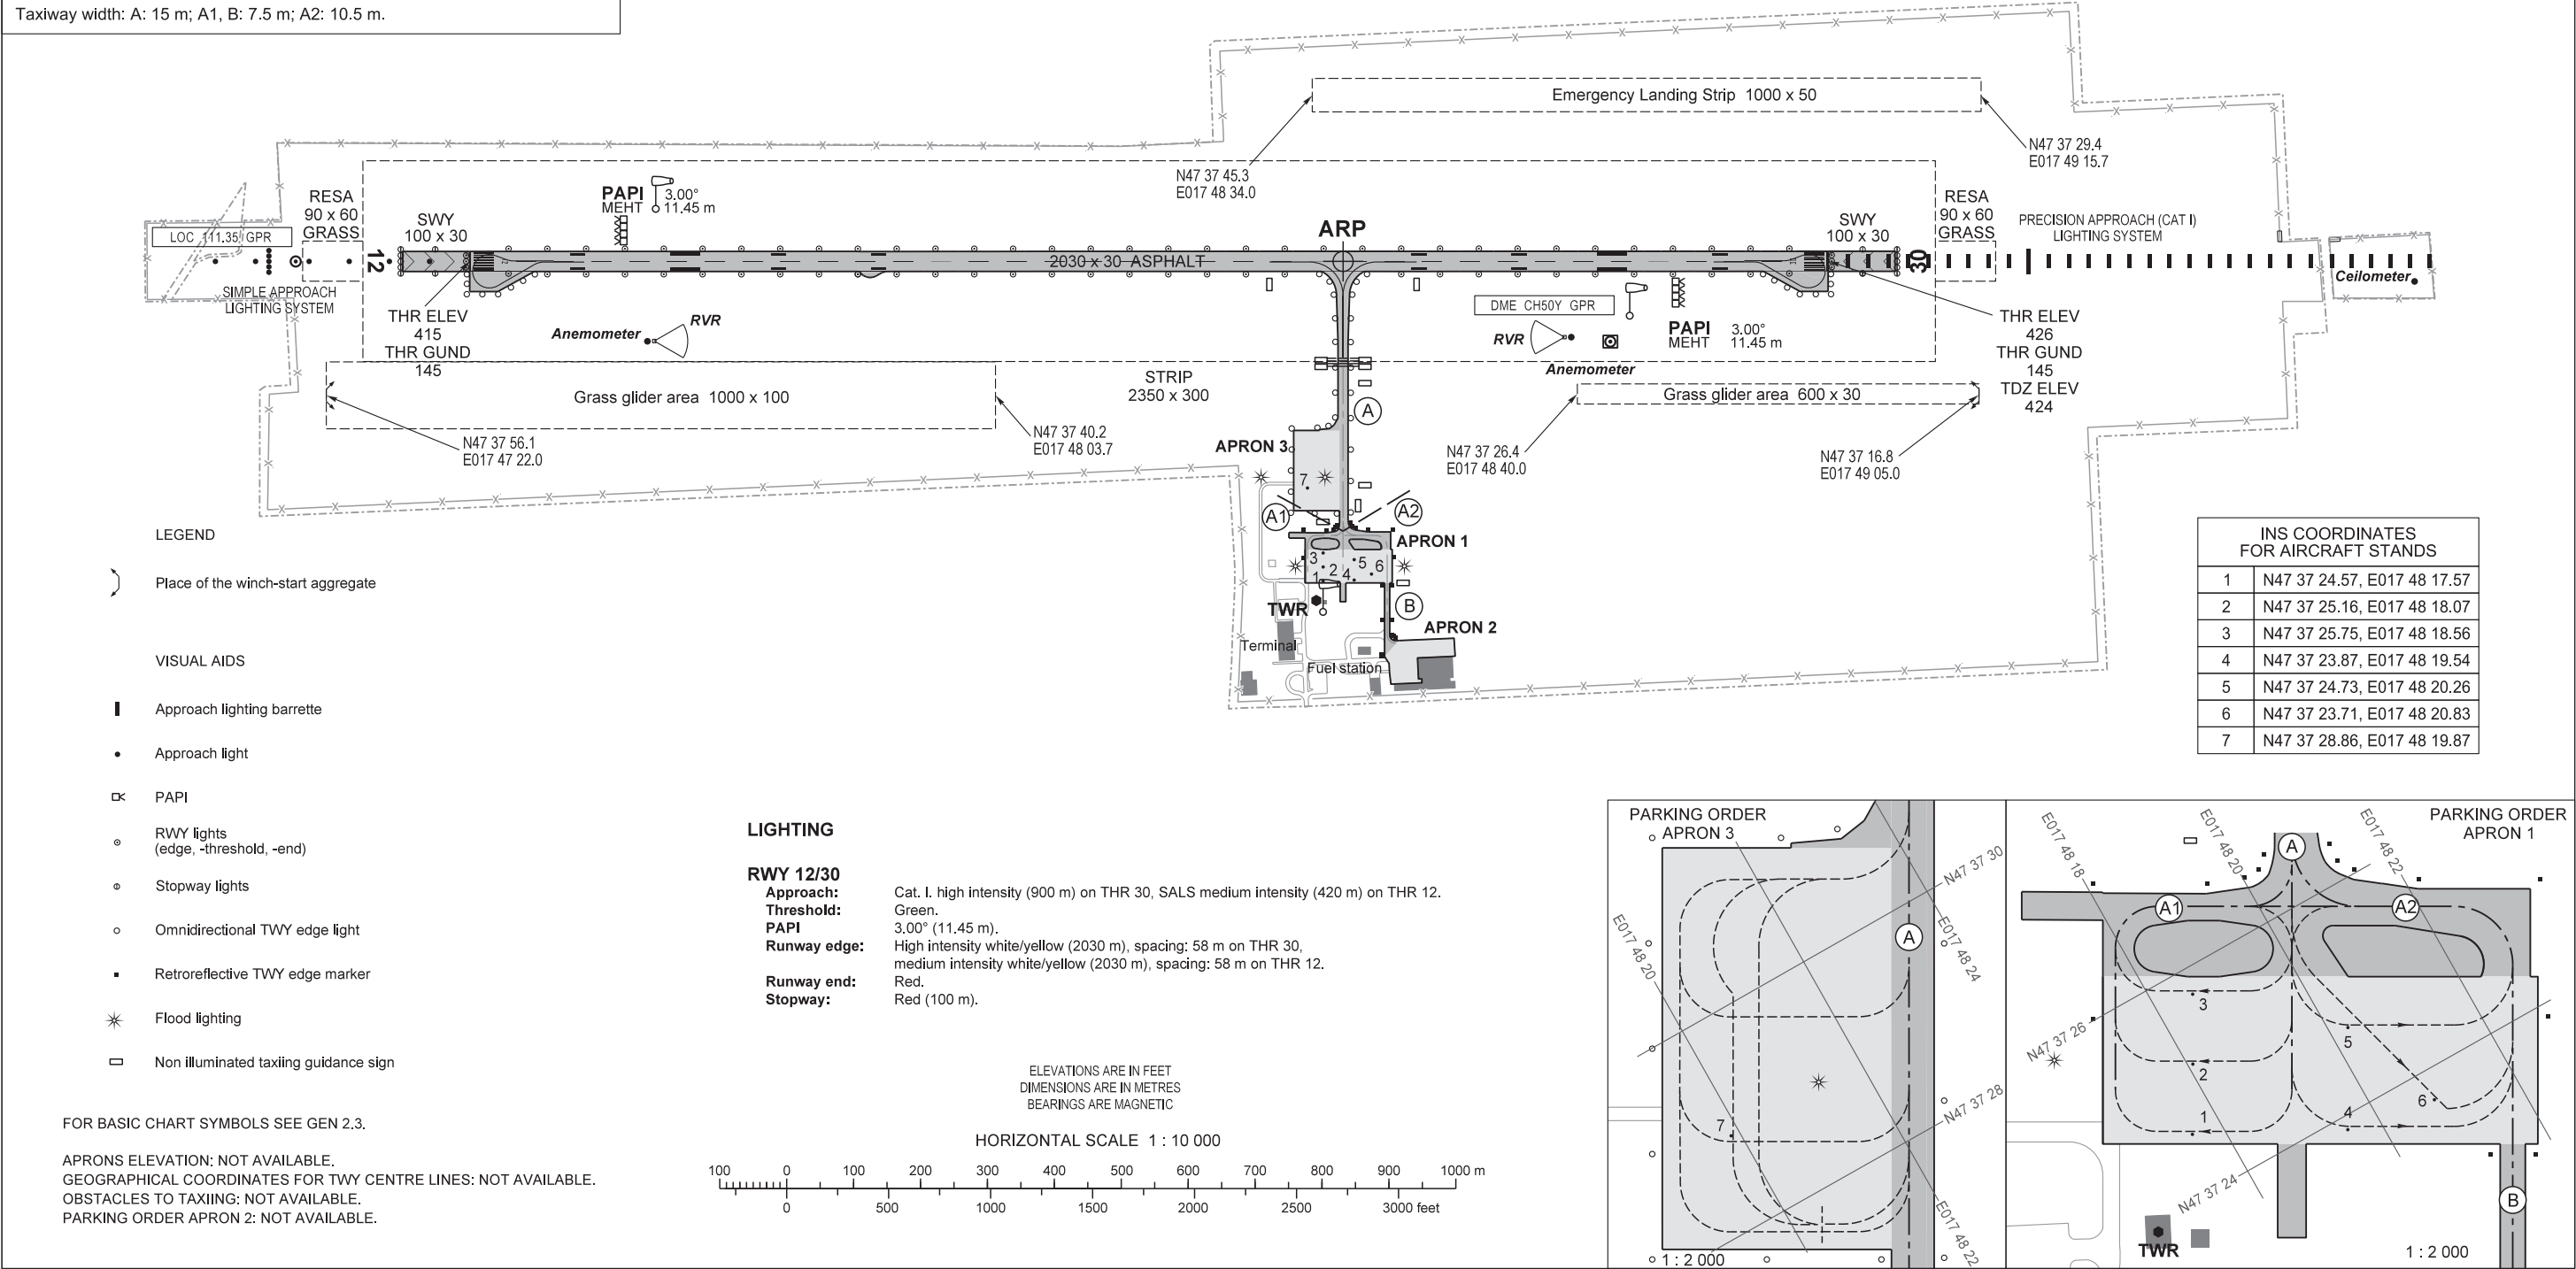 Taxiway width: A: 15 m; A1, B: 7.5 m; A2: 10.5 m.
Emergency Landing Strip 1000 x 50
N47 37 29.4
E017 49 15.7
N47 37 45.3
E017 48 34.0
LOC 111.35 GPR
RESA
90 x 60
GRASS
SWY
100 x 30
PAPI 3.00°
MEHT 11.45 m
ARP
SWY
100 x 30
RESA
90 x 60
GRASS
PRECISION APPROACH (CAT I)
LIGHTING SYSTEM
12
2030 x 30 ASPHALT
30
Ceilometer
SIMPLE APPROACH
LIGHTING SYSTEM
THR ELEV
415
THR GUND
145
Anemometer
RVR
DME CH50Y GPR
RVR
PAPI 3.00°
MEHT 11.45 m
Anemometer
THR ELEV
426
THR GUND
145
TDZ ELEV
424
Grass glider area 1000 x 100
STRIP
2350 x 300
Grass glider area 600 x 30
N47 37 56.1
E017 47 22.0
N47 37 40.2
E017 48 03.7
N47 37 26.4
E017 48 40.0
N47 37 16.8
E017 49 05.0
A
APRON 3
7
A1
A2
APRON 1
3
5
2
6
1
4
TWR
B
APRON 2
Terminal
Fuel station
LEGEND
Place of the winch-start aggregate
VISUAL AIDS
Approach lighting barrette
Approach light
PAPI
RWY lights
(edge, -threshold, -end)
Stopway lights
Omnidirectional TWY edge light
Retroreflective TWY edge marker
Flood lighting
Non illuminated taxiing guidance sign
FOR BASIC CHART SYMBOLS SEE GEN 2.3.
APRONS ELEVATION: NOT AVAILABLE.
GEOGRAPHICAL COORDINATES FOR TWY CENTRE LINES: NOT AVAILABLE.
OBSTACLES TO TAXIING: NOT AVAILABLE.
PARKING ORDER APRON 2: NOT AVAILABLE.
LIGHTING
RWY 12/30
Approach: Cat. I. high intensity (900 m) on THR 30, SALS medium intensity (420 m) on THR 12.
Threshold: Green.
PAPI 3.00° (11.45 m).
Runway edge: High intensity white/yellow (2030 m), spacing: 58 m on THR 30,
medium intensity white/yellow (2030 m), spacing: 58 m on THR 12.
Runway end: Red.
Stopway: Red (100 m).
ELEVATIONS ARE IN FEET
DIMENSIONS ARE IN METRES
BEARINGS ARE MAGNETIC
HORIZONTAL SCALE 1 : 10 000
100 0 100 200 300 400 500 600 700 800 900 1000 m
0 500 1000 1500 2000 2500 3000 feet
INS COORDINATES
FOR AIRCRAFT STANDS
1 N47 37 24.57, E017 48 17.57
2 N47 37 25.16, E017 48 18.07
3 N47 37 25.75, E017 48 18.56
4 N47 37 23.87, E017 48 19.54
5 N47 37 24.73, E017 48 20.26
6 N47 37 23.71, E017 48 20.83
7 N47 37 28.86, E017 48 19.87
PARKING ORDER
APRON 3
N47 37 30
E017 48 20
A
E017 48 24
N47 37 28
7
E017 48 22
1 : 2 000
PARKING ORDER
APRON 1
E017 48 18
E017 48 20
E017 48 22
A
A1
A2
3
N47 37 26
5
2
6
1
4
N47 37 24
B
TWR
1 : 2 000